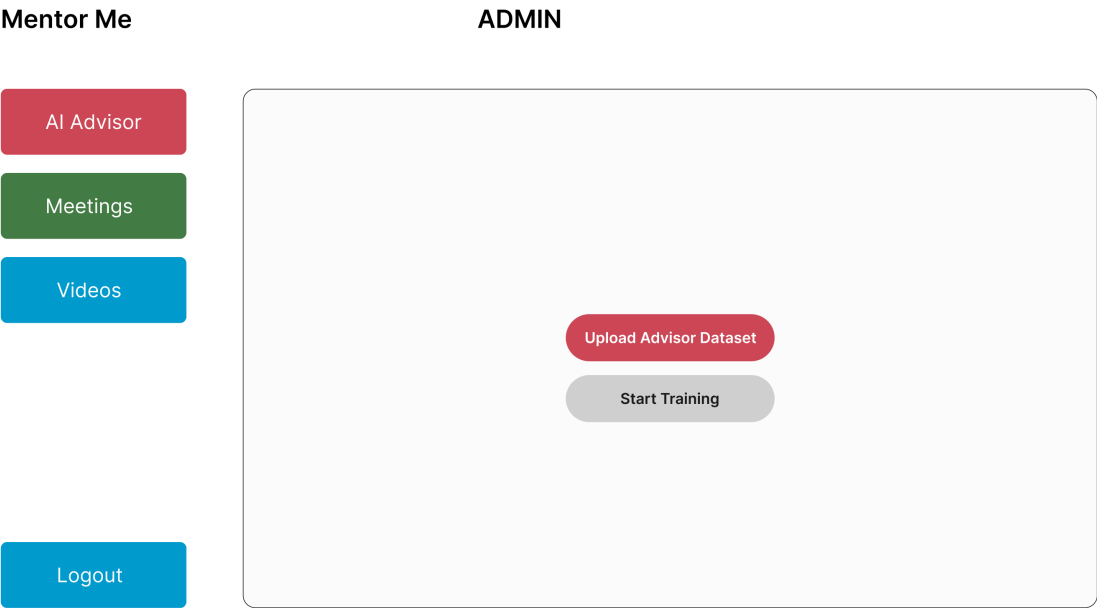 Mentor Me
ADMIN
AI Advisor
Meetings
Videos
Upload Advisor Dataset
Start Training
Logout